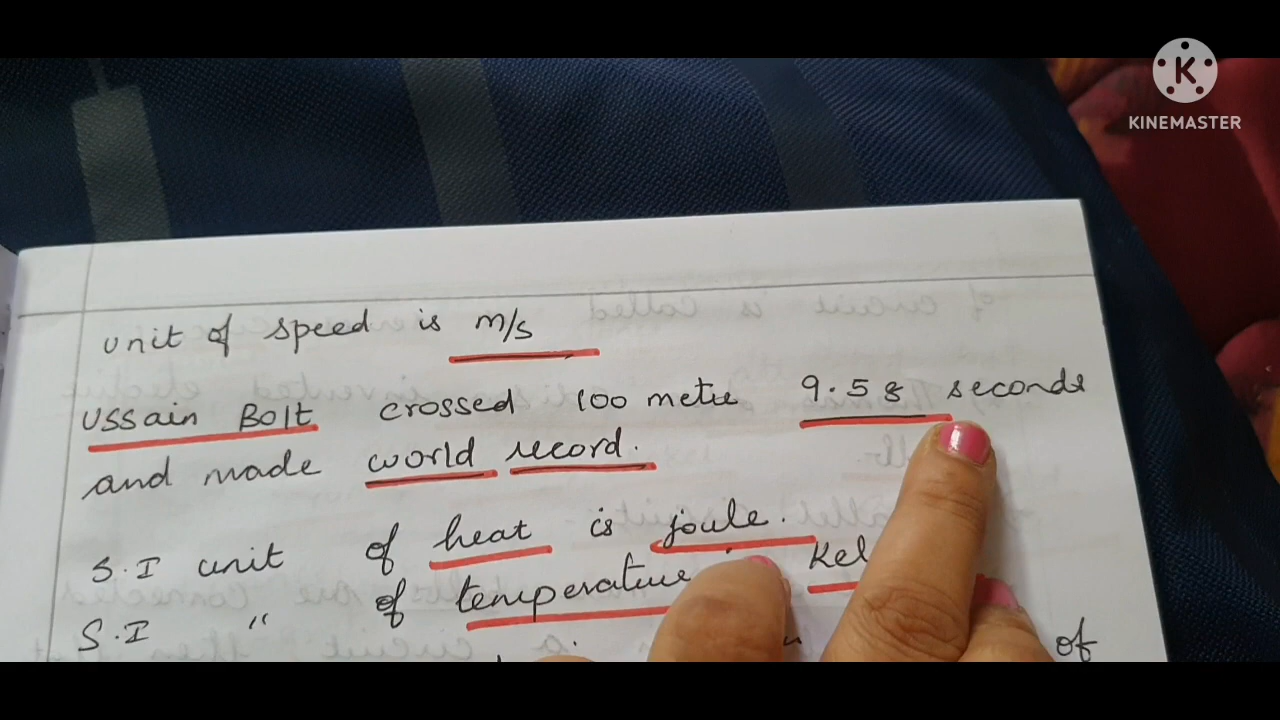 KINEMASTER
unit of speed is m/s
ussain Bolt crossed 100 metre 9.58 seconds
and made world record.
S.I unit of heat is joule.
S.I " of temperature Kel
of